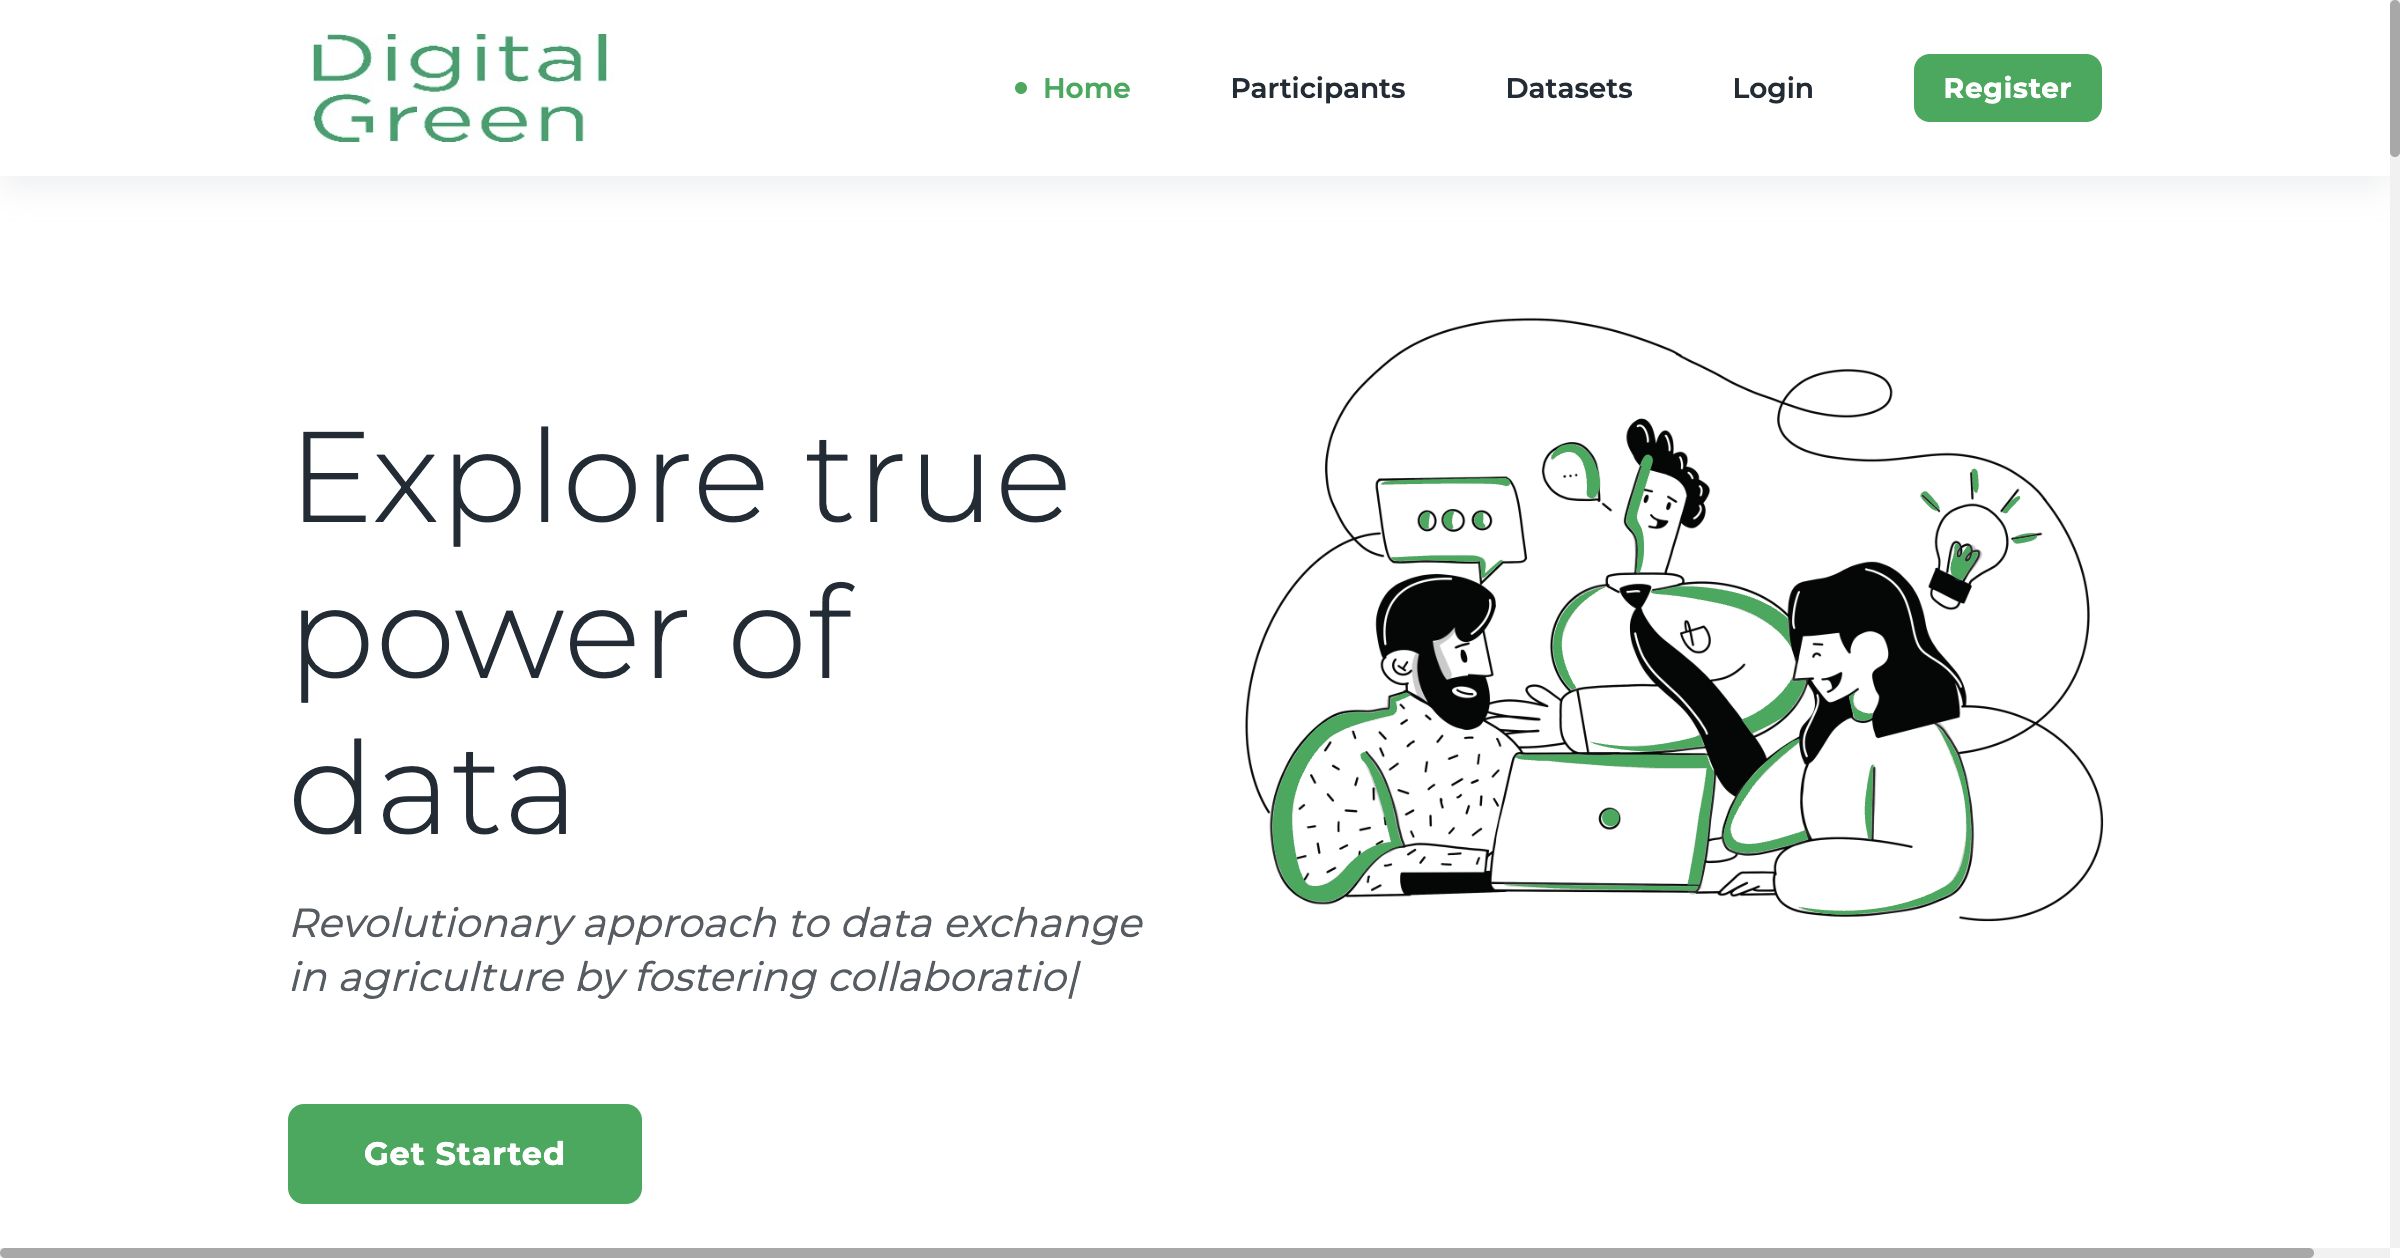 Digital
Green
Home
Participants
Datasets
Login
Register
Explore true
power of
data
Revolutionary approach to data exchange
in agriculture by fostering collaboratio|
Get Started